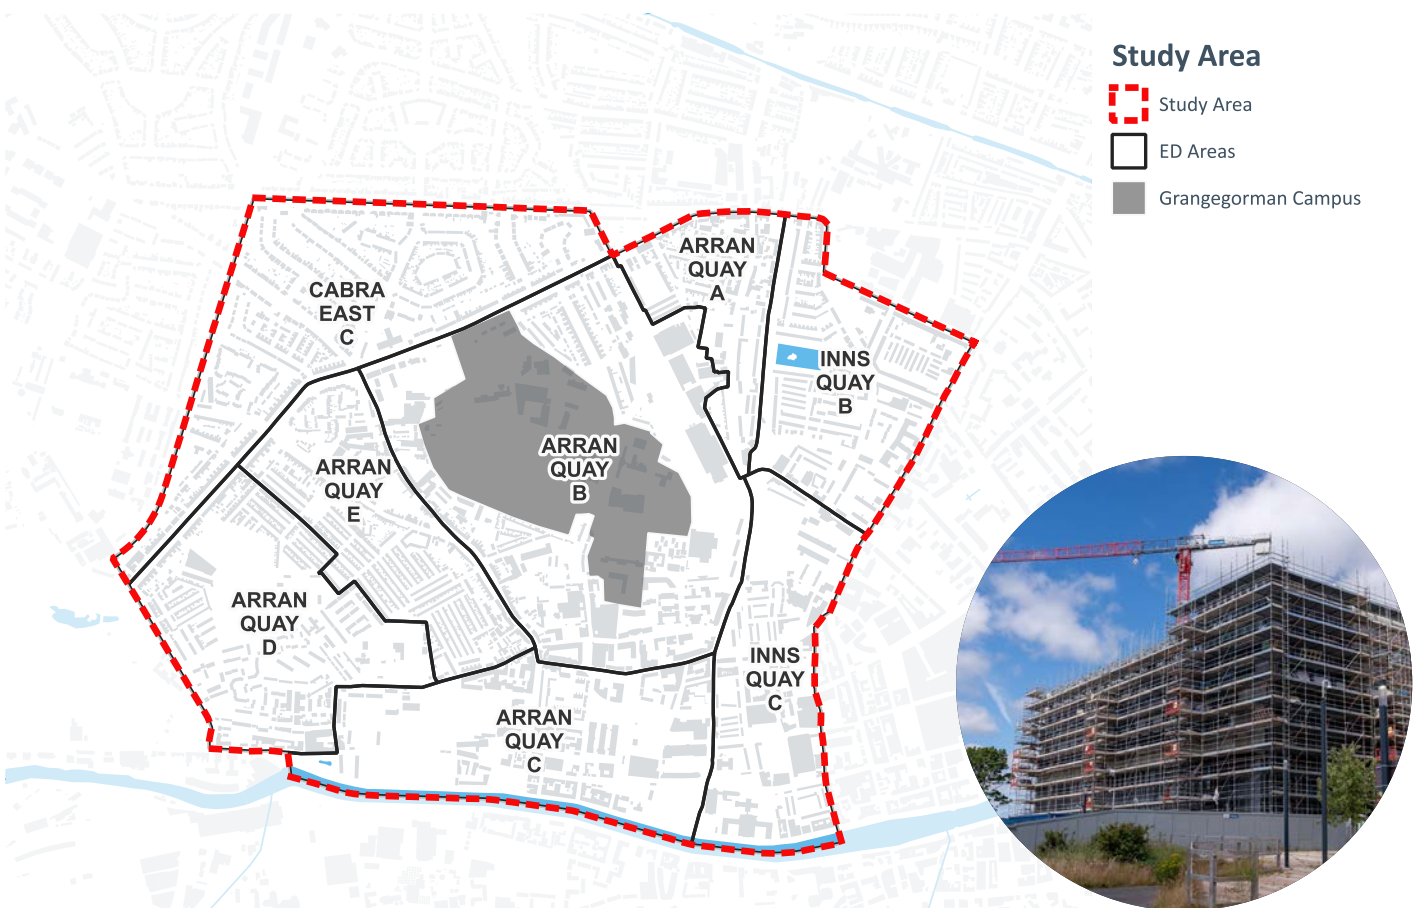 Study Area
Study Area
ED Areas
Grangegorman Campus
ARRAN
QUAY
A
CABRA
EAST
C
INNS
QUAY
B
ARRAN
QUAY
B
ARRAN
QUAY
E
ARRAN
QUAY
D
INNS
QUAY
C
ARRAN
QUAY
C